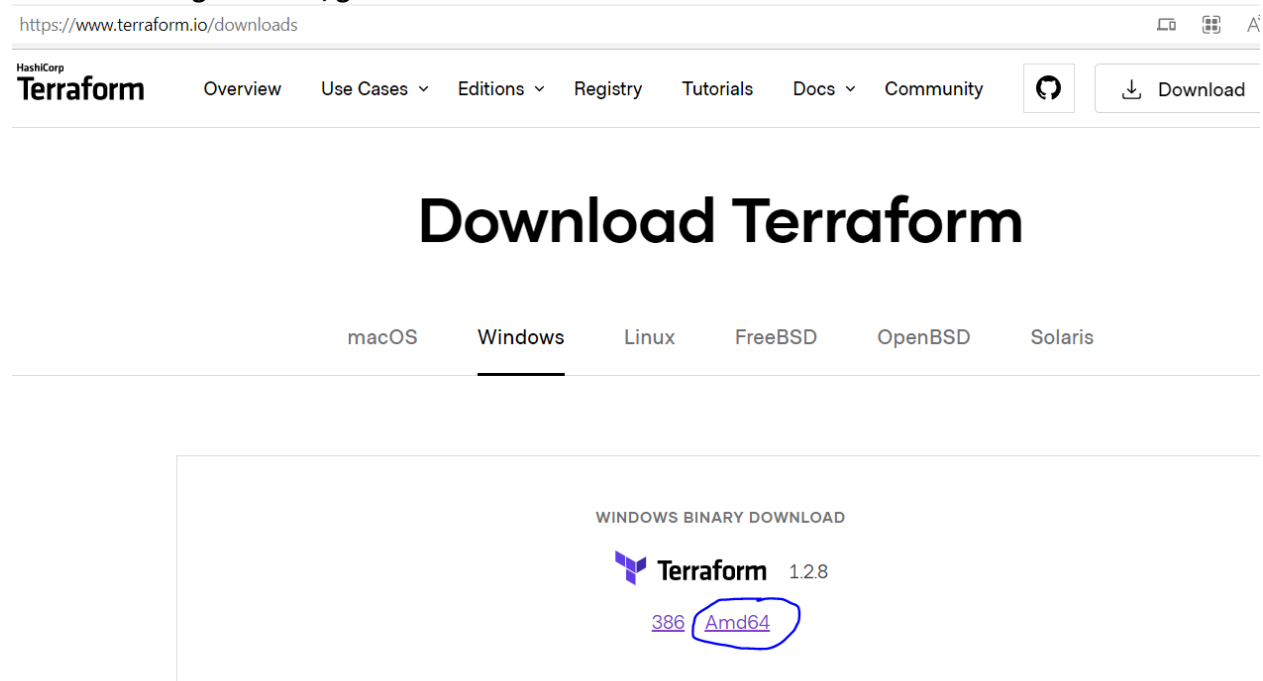 https://www.terraform.io/downloads
HashiCorp
Terraform Overview Use Cases Editions Registry Tutorials Docs Community Download
Download Terraform
macOS Windows Linux FreeBSD OpenBSD Solaris
WINDOWS BINARY DOWNLOAD
Terraform 1.2.8
386 Amd64